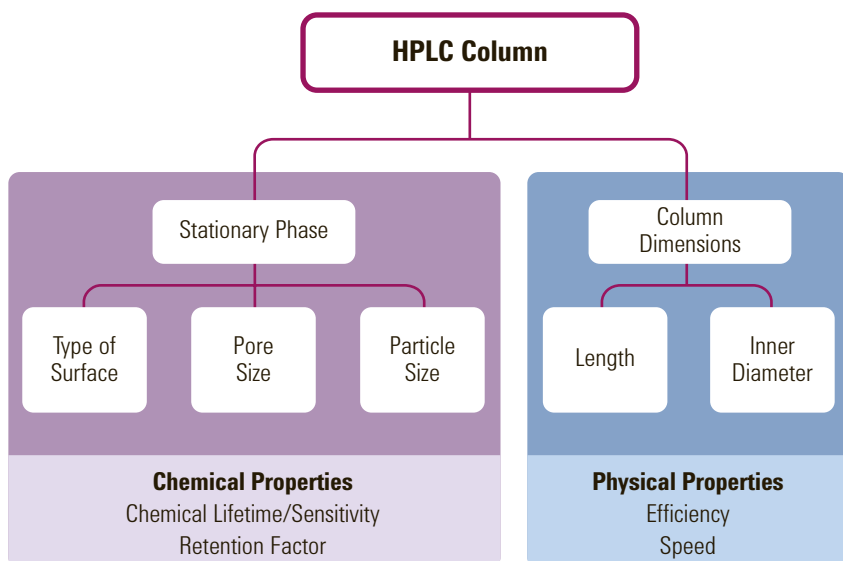 HPLC Column
Stationary Phase
Type of
Surface
Pore
Size
Particle
Size
Chemical Properties
Chemical Lifetime/Sensitivity
Retention Factor
Column
Dimensions
Length
Inner
Diameter
Physical Properties
Efficiency
Speed